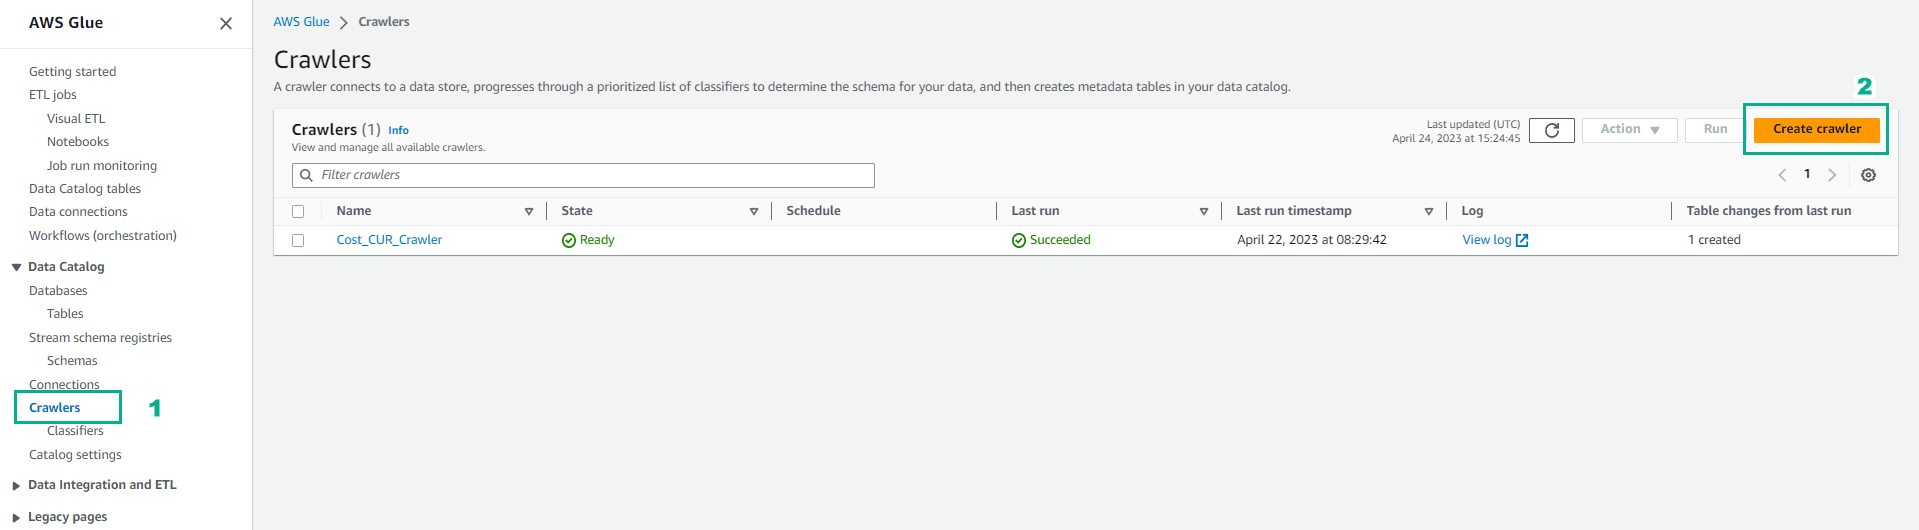 AWS Glue
Getting started
ETL jobs
Visual ETL
Notebooks
Job run monitoring
Data Catalog tables
Data connections
Workflows (orchestration)
Data Catalog
Databases
Tables
Stream schema registries
Schemas
Connections
Crawlers 1
Classifiers
Catalog settings
Data Integration and ETL
Legacy pages
AWS Glue > Crawlers
Crawlers
A crawler connects to a data store, progresses through a prioritized list of classifiers to determine the schema for your data, and then creates metadata tables in your data catalog.
2
Crawlers (1) Info
View and manage all available crawlers.
Last updated (UTC)
April 24, 2023 at 15:24:45
Action Run Create crawler
Filter crawlers
1
Name State Schedule Last run Last run timestamp Log Table changes from last run
Cost_CUR_Crawler Ready Succeeded April 22, 2023 at 08:29:42 View log 1 created